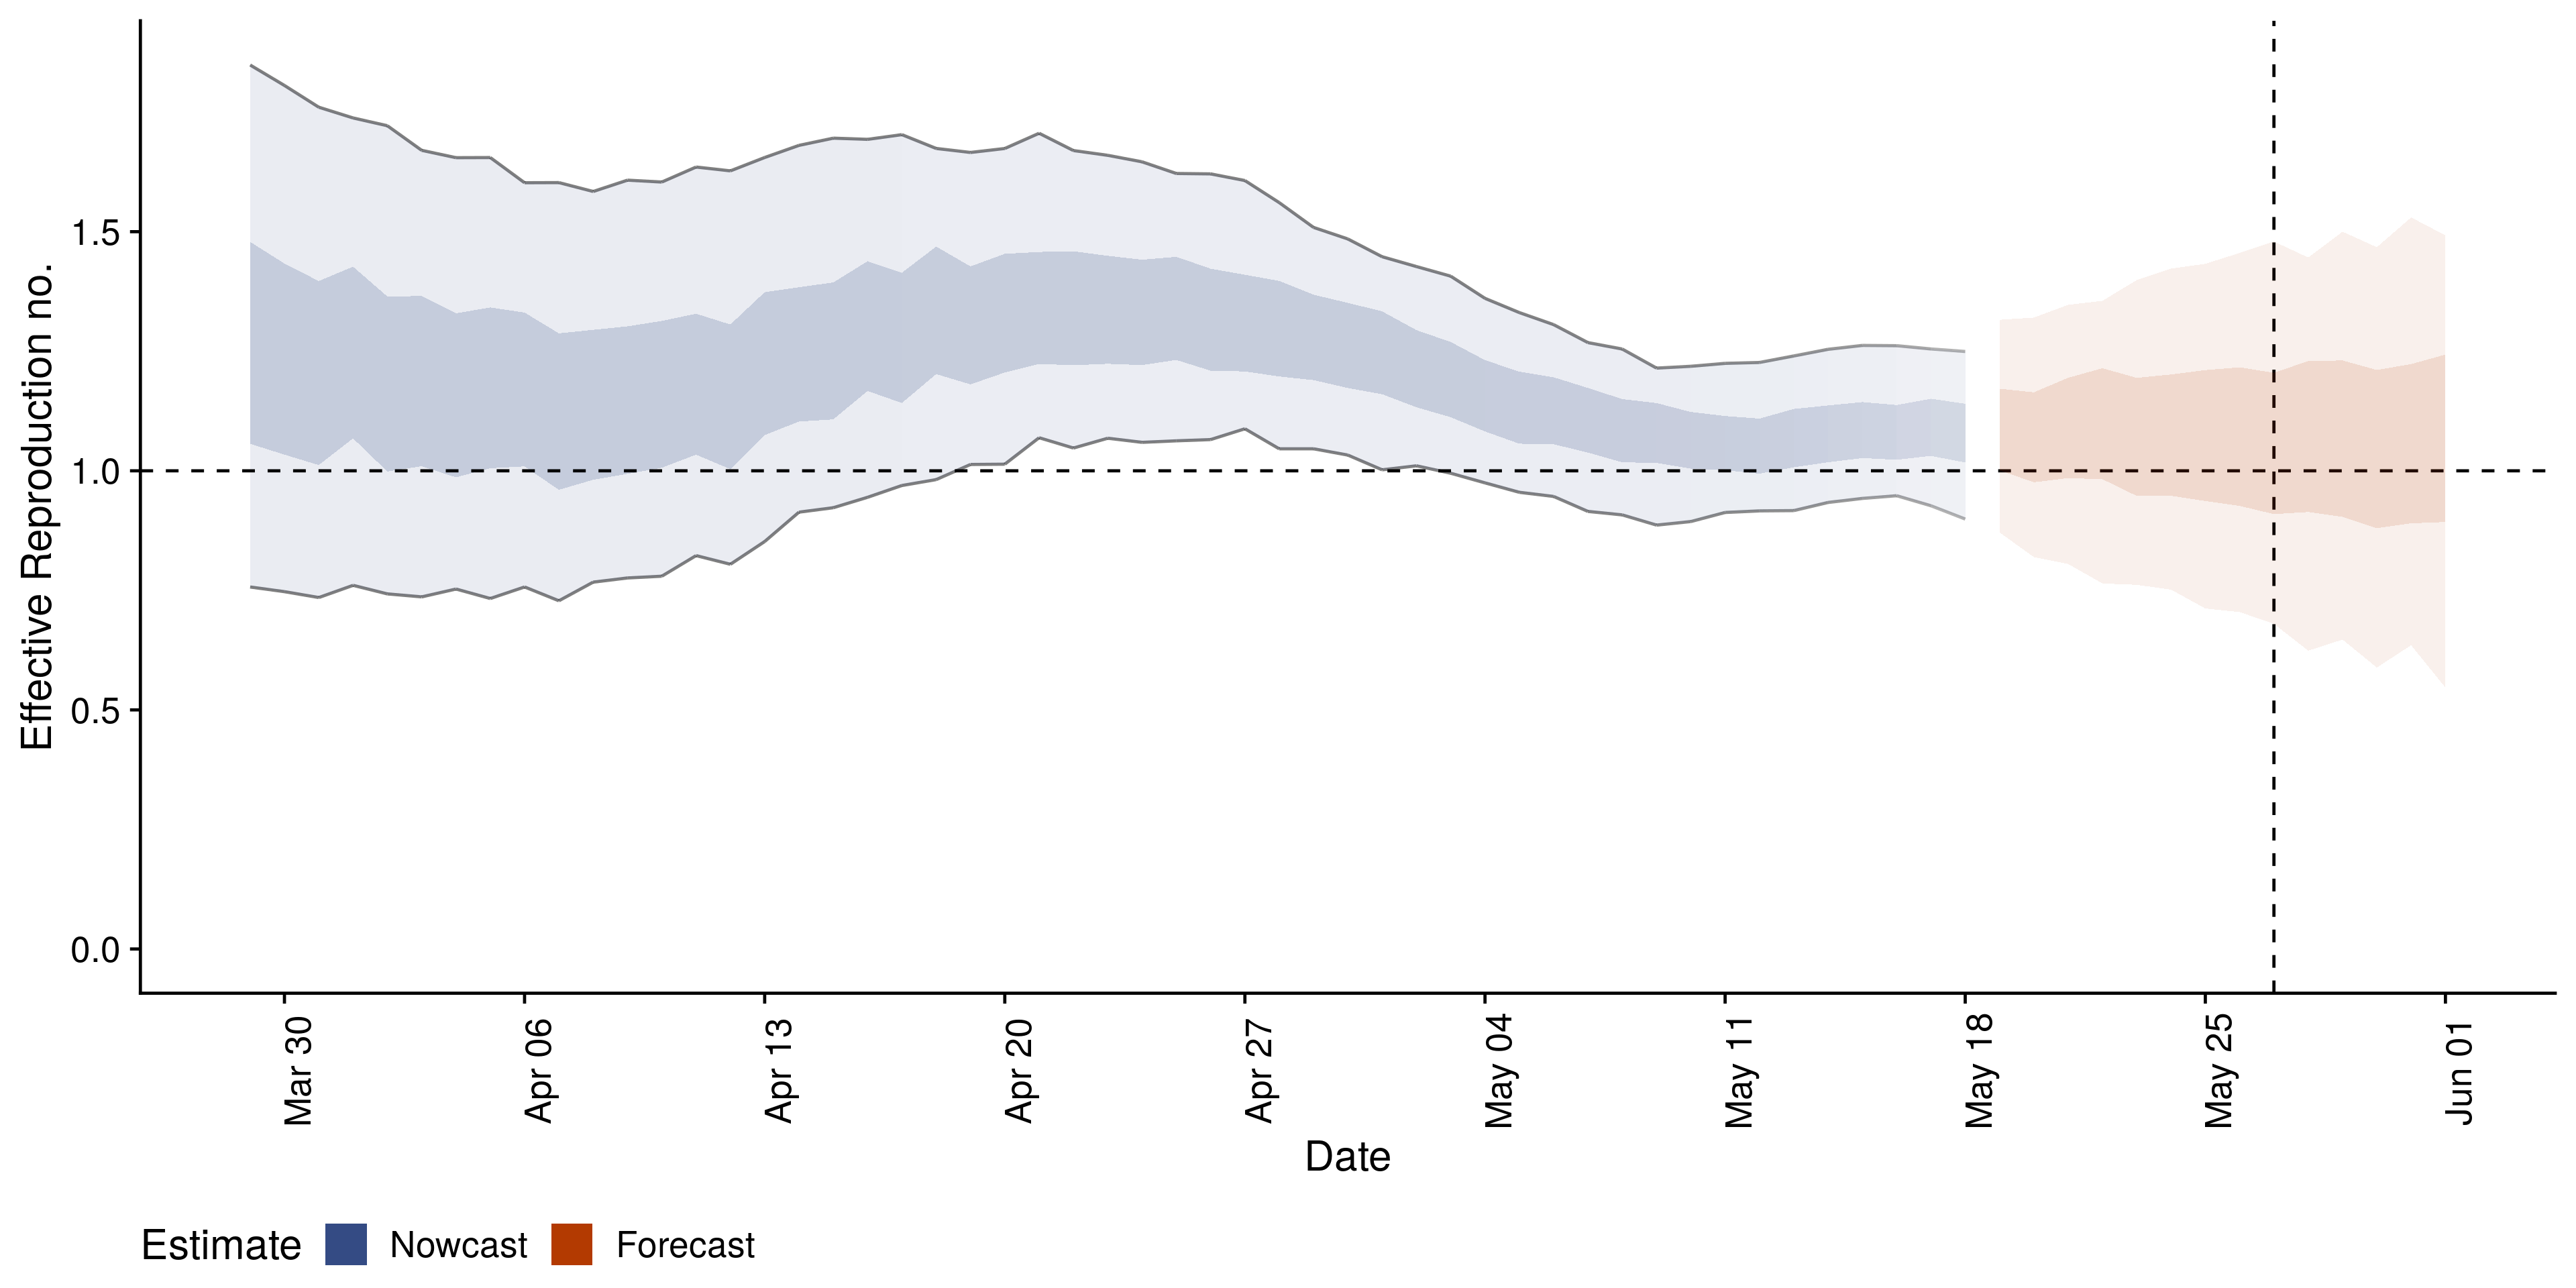 Effective Reproduction no.
1.5
1.0
0.5
0.0
Mar 30
Apr 06
Apr 13
Apr 20
Apr 27
May 04
May 11
May 18
May 25
Jun 01
Date
Estimate Nowcast Forecast